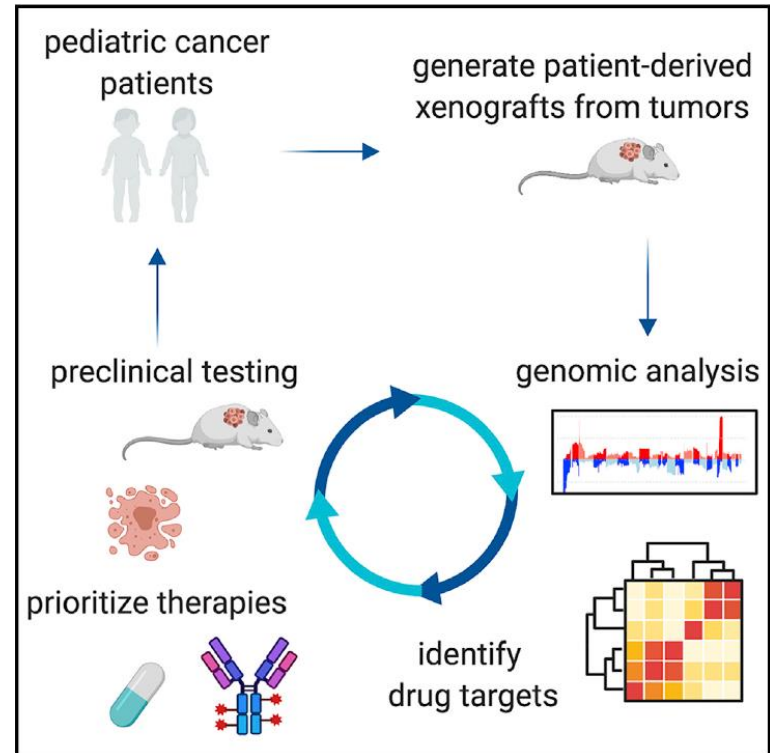 pediatric cancer
patients
generate patient-derived
xenografts from tumors
preclinical testing
genomic analysis
prioritize therapies
identify
drug targets